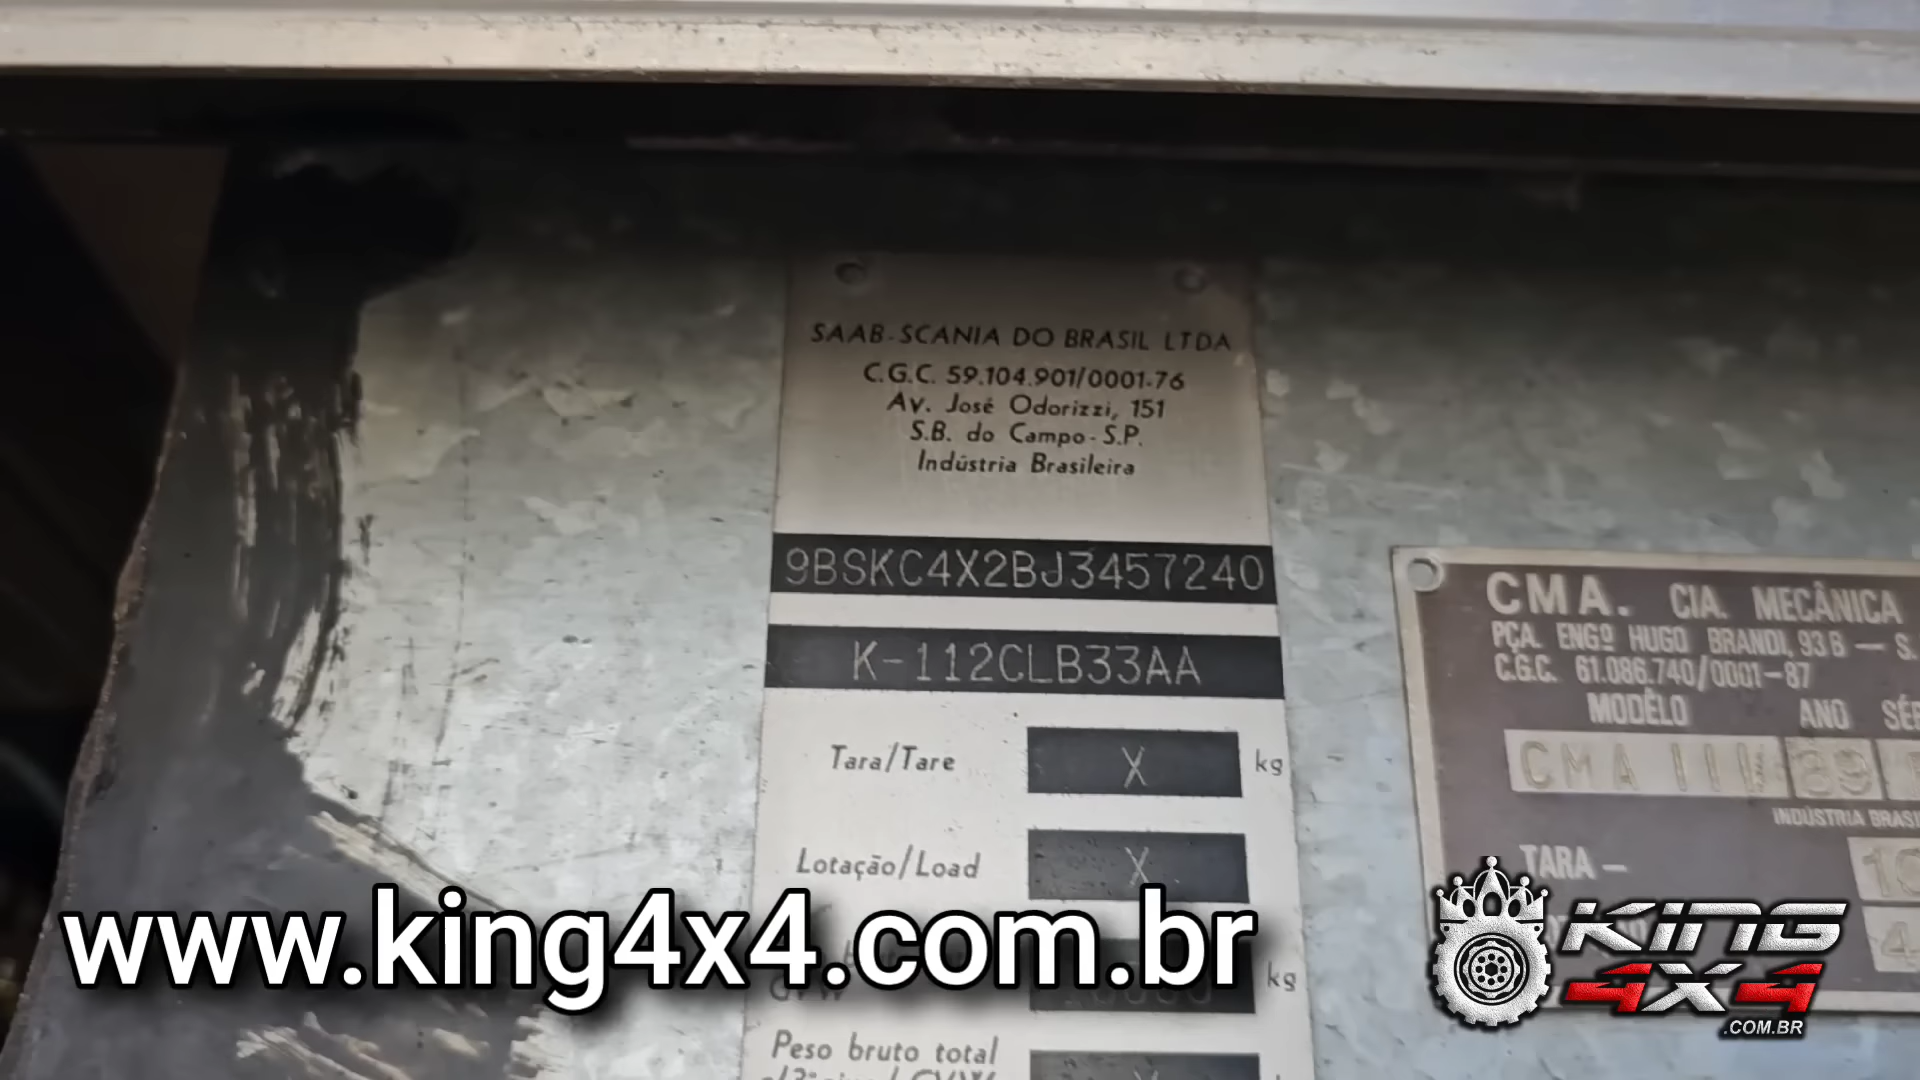 SAAB-SCANIA DO BRASIL LTDA
C.G.C. 59.104.901/0001-76
Av. José Odorizzi, 151
S.B. do Campo - S.P.
Indústria Brasileira
9BSKC4X2BJ3457240
K-112CLB33AA
Tara/Tare X kg
Lotação/Load X
GVW kg
Peso bruto total
CMA. CIA. MECÂNICA
PÇA. ENGº HUGO BRANDI, 93 B — S.
C.G.C. 61.086.740/0001-87
MODÊLO ANO
CMA III 89
INDÚSTRIA
TARA —
www.king4x4.com.br
KING
4X4
.COM.BR